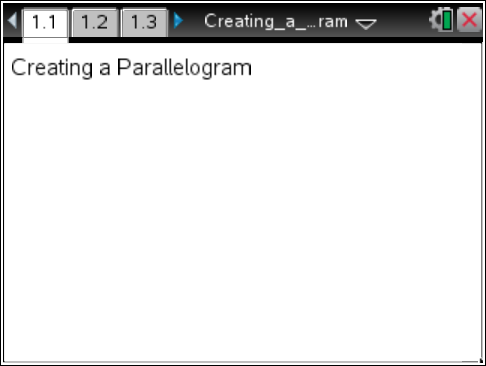 1.1 1.2 1.3 Creating_a_...ram
Creating a Parallelogram